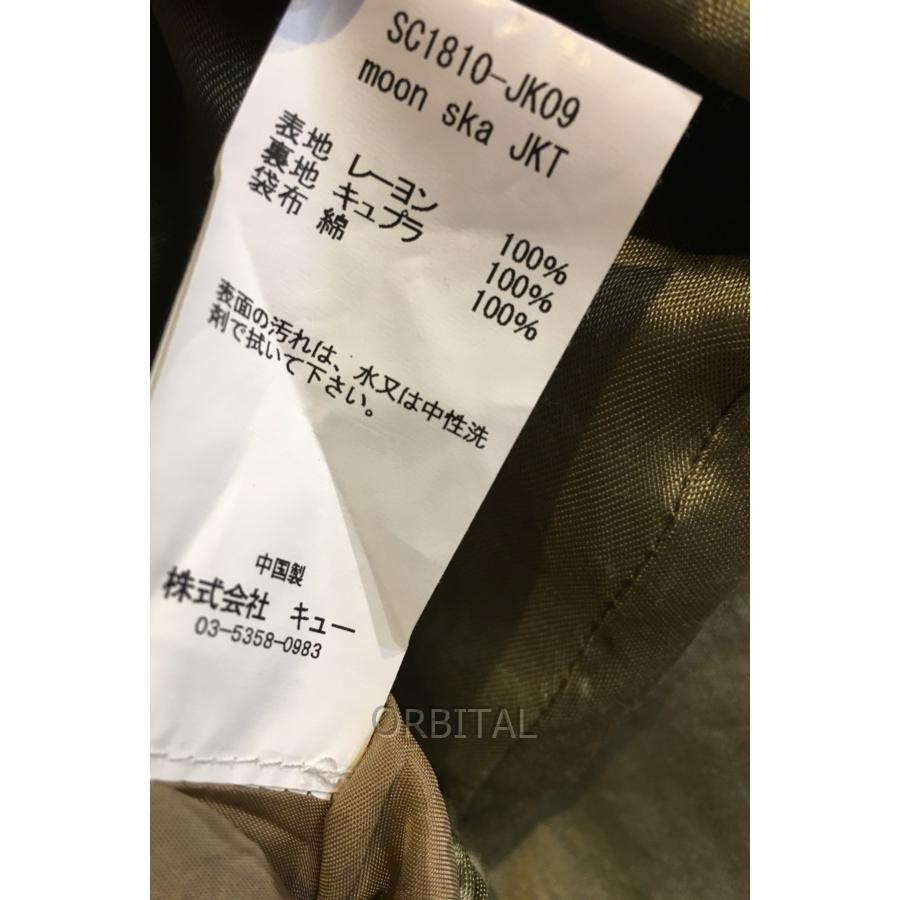 SC1810-JK09
moon ska JKT
表地 レーヨン 100%
裏地 キュプラ 100%
袋布 綿 100%
表面の汚れは、水又は中性洗
剤で拭いて下さい。
中国製
株式会社 キュー
03-5358-0983
ORBITAL